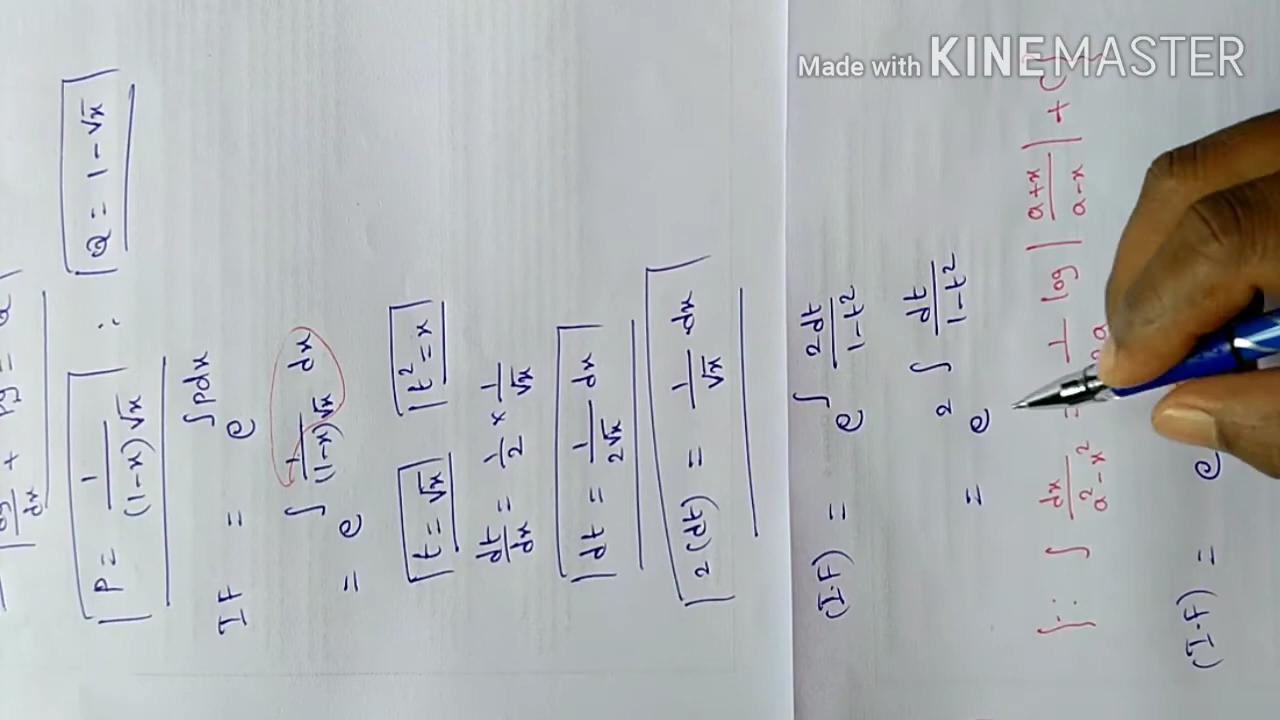 Made with KINEMASTER
dy/dx + Py = Q
P = 1/(1-x)√x ; Q = 1-√x
IF = e^∫Pdx
= e^∫ 1/(1-x)√x dx
t = √x t² = x
dt/dx = 1/2 × 1/√x
dt = 1/2√x dx
2(dt) = 1/√x dx
(I.F) = e^∫ 2dt/1-t²
= e^2∫ dt/1-t²
{∵ ∫ dx/a²-x² = 1/2a log |a+x/a-x| + C}
(I.F) = e